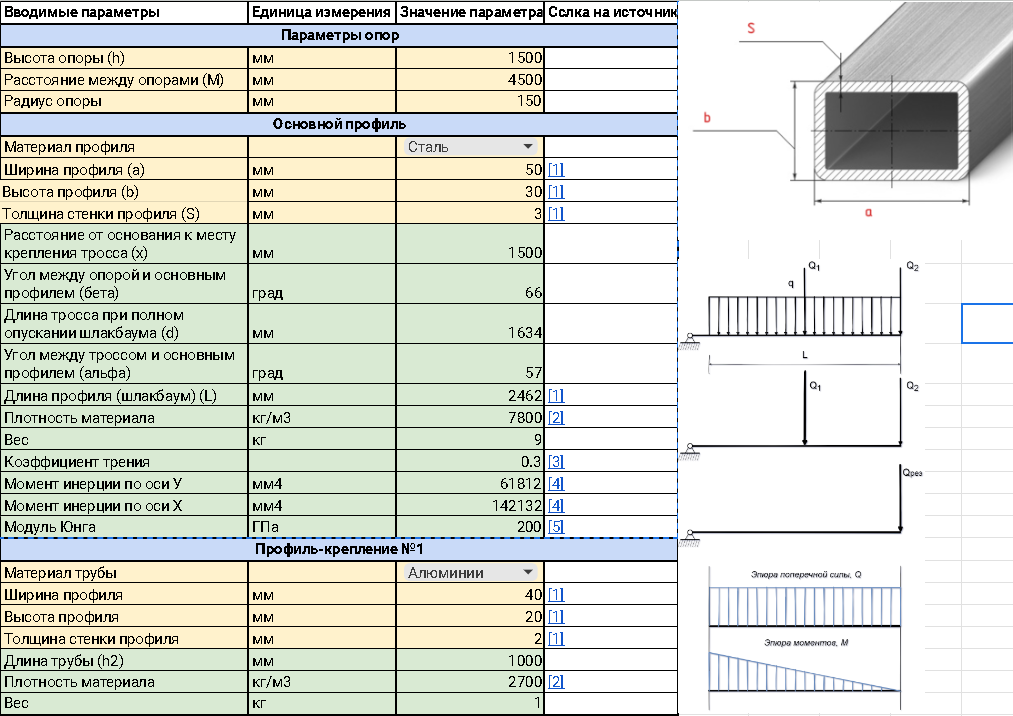 Вводимые параметры Единица измерения Значение параметра Сслка на источник
Параметры опор
Высота опоры (h) мм 1500
Расстояние между опорами (M) мм 4500
Радиус опоры мм 150
Основной профиль
Материал профиля Сталь
Ширина профиля (a) мм 50 [1]
Высота профиля (b) мм 30 [1]
Толщина стенки профиля (S) мм 3 [1]
Расстояние от основания к месту
крепления тросса (x) мм 1500
Угол между опорой и основным
профилем (бета) град 66
Длина тросса при полном
опускании шлакбаума (d) мм 1634
Угол между троссом и основным
профилем (альфа) град 57
Длина профиля (шлакбаум) (L) мм 2462 [1]
Плотность материала кг/м3 7800 [2]
Вес кг 9
Коэффициент трения 0.3 [3]
Момент инерции по оси У мм4 61812 [4]
Момент инерции по оси Х мм4 142132 [4]
Модуль Юнга ГПа 200 [5]
Профиль-крепление №1
Материал трубы Алюминии
Ширина профиля мм 40 [1]
Высота профиля мм 20 [1]
Толщина стенки профиля мм 2 [1]
Длина трубы (h2) мм 1000
Плотность материала кг/м3 2700 [2]
Вес кг 1
S
b
a
Q1 Q2
q
L
Q1 Q2
Qрез
Эпюра поперечной силы, Q
Эпюра моментов, М